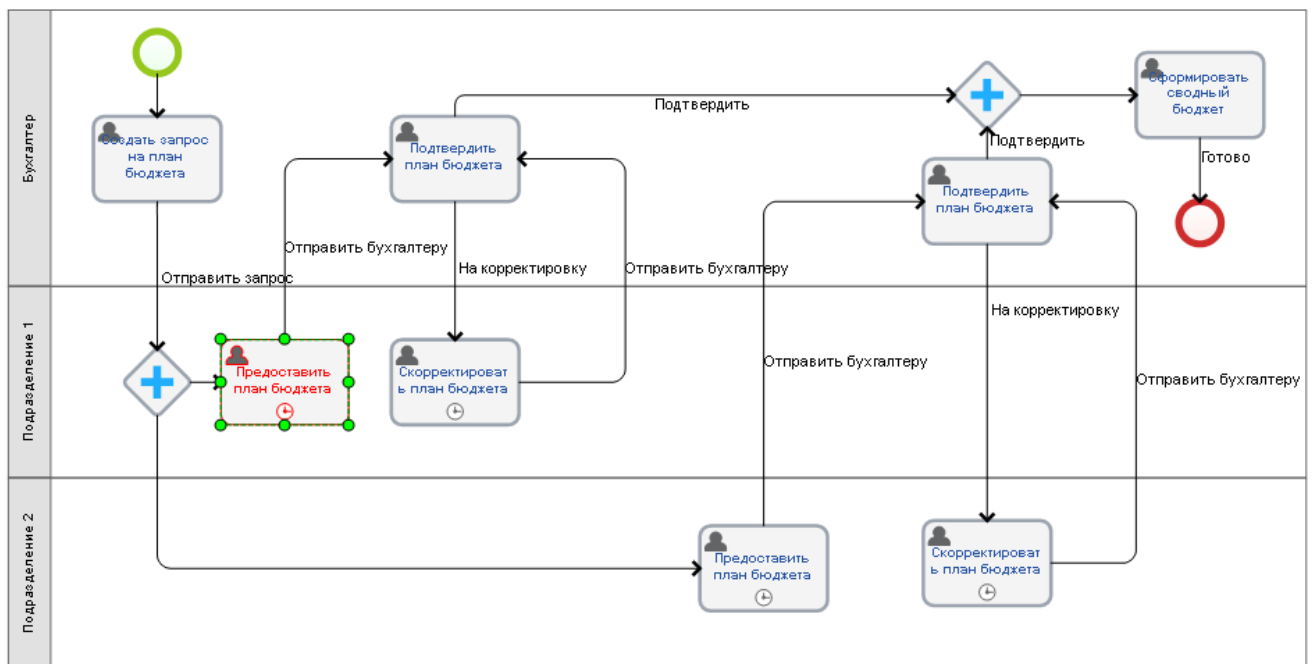 Бухгалтер
Создать запрос
на план
бюджета
Отправить запрос
Отправить бухгалтеру
Подтвердить
план бюджета
Подтвердить
На корректировку
Отправить бухгалтеру
Подтвердить
Подтвердить
план бюджета
Сформировать
сводный
бюджет
Готово
Подразделение 1
Предоставить
план бюджета
Скорректироват
ь план бюджета
Отправить бухгалтеру
На корректировку
Отправить бухгалтеру
Подразделение 2
Предоставить
план бюджета
Скорректироват
ь план бюджета